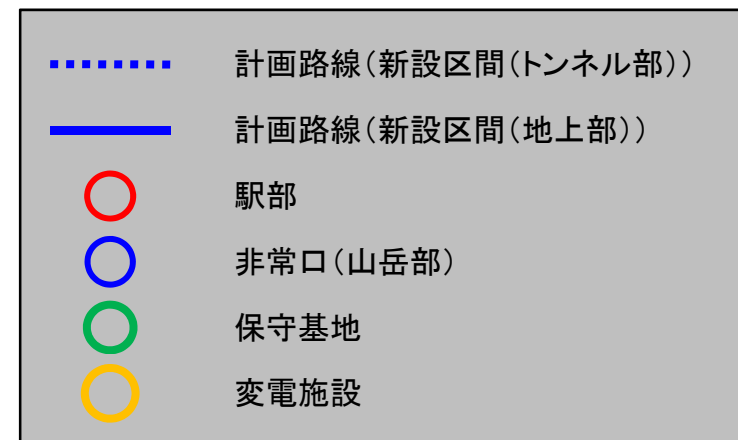 計画路線(新設区間(トンネル部))
計画路線(新設区間(地上部))
駅部
非常口(山岳部)
保守基地
変電施設